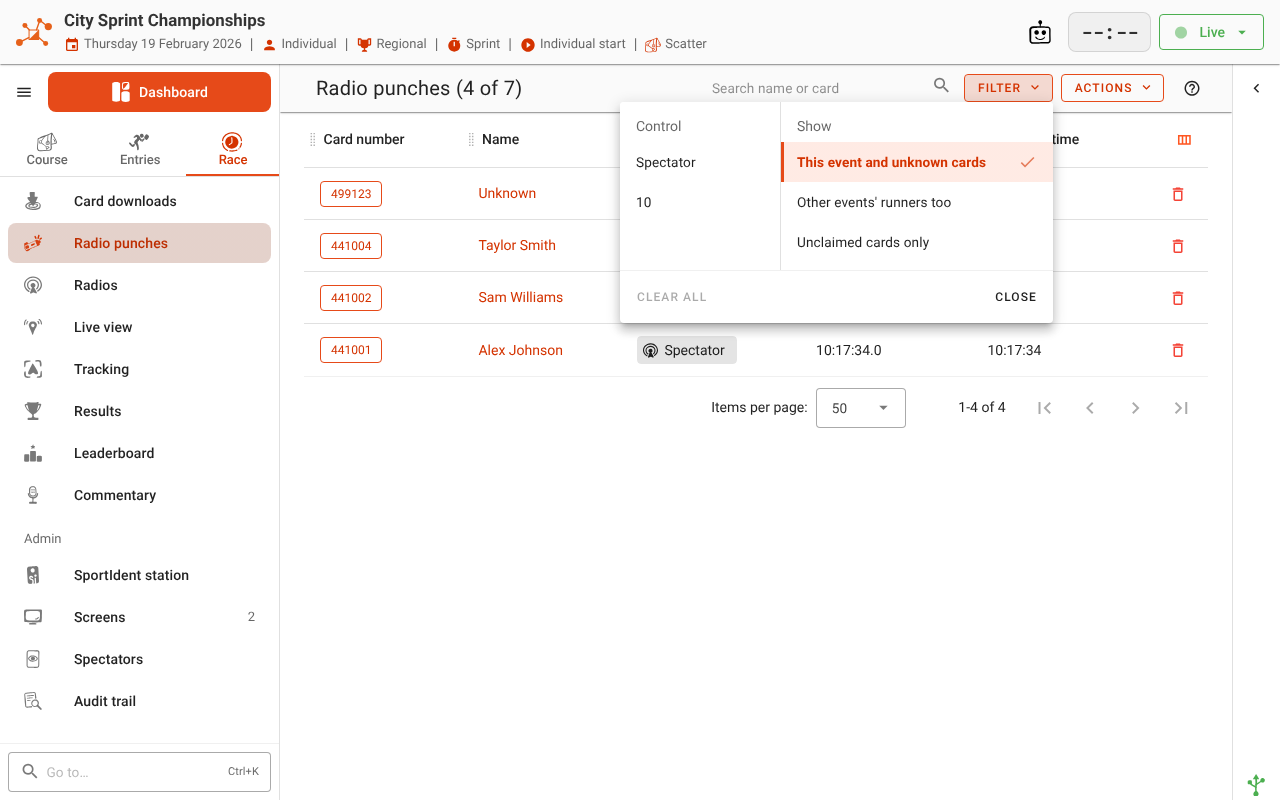 City Sprint Championships
Thursday 19 February 2026 | Individual | Regional | Sprint | Individual start | Scatter
--:--
Live
Dashboard
Radio punches (4 of 7)
Search name or card
FILTER
ACTIONS
Course
Entries
Race
Card number
Name
time
Control
Show
Spectator
This event and unknown cards
10
Other events' runners too
Unclaimed cards only
CLEAR ALL
CLOSE
499123
Unknown
441004
Taylor Smith
441002
Sam Williams
441001
Alex Johnson
Spectator
10:17:34.0
10:17:34
Items per page:
50
1-4 of 4
Card downloads
Radio punches
Radios
Live view
Tracking
Results
Leaderboard
Commentary
Admin
SportIdent station
Screens
2
Spectators
Audit trail
Go to…
Ctrl+K